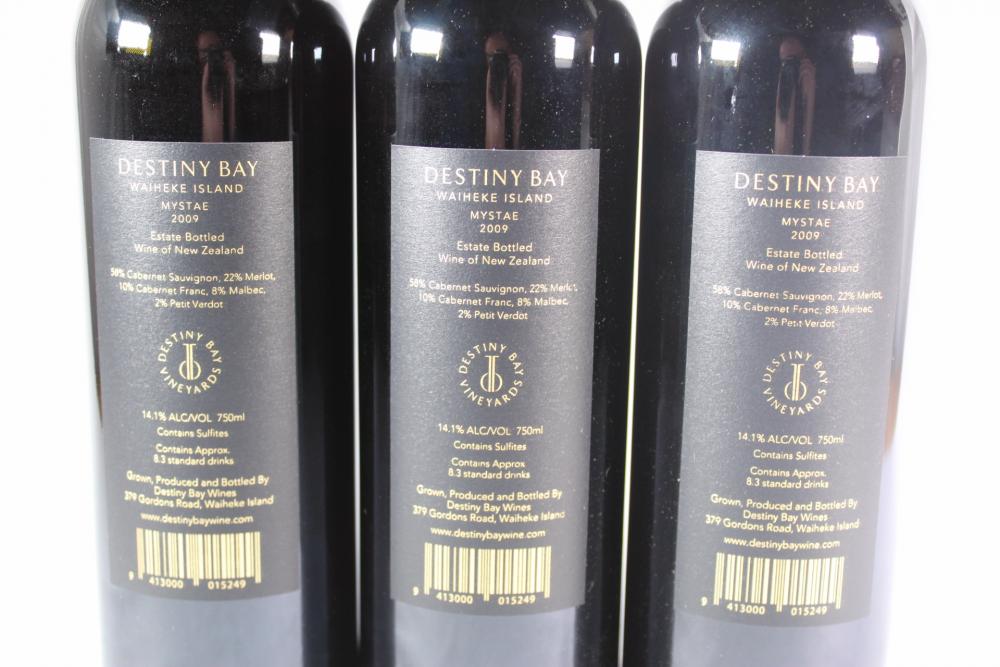 DESTINY BAY
WAIHEKE ISLAND
MYSTAE
2009
Estate Bottled
Wine of New Zealand
58% Cabernet Sauvignon, 22% Merlot,
10% Cabernet Franc, 8% Malbec,
2% Petit Verdot
DESTINY BAY
VINEYARDS
14.1% ALC/VOL 750ml
Contains Sulfites
Contains Approx.
8.3 standard drinks
Grown, Produced and Bottled By
Destiny Bay Wines
379 Gordons Road, Waiheke Island
www.destinybaywine.com
9 413000 015249
DESTINY BAY
WAIHEKE ISLAND
MYSTAE
2009
Estate Bottled
Wine of New Zealand
58% Cabernet Sauvignon, 22% Merlot,
10% Cabernet Franc, 8% Malbec,
2% Petit Verdot
DESTINY BAY
VINEYARDS
14.1% ALC/VOL 750ml
Contains Sulfites
Contains Approx
8.3 standard drinks
Grown, Produced and Bottled By
Destiny Bay Wines
379 Gordons Road, Waiheke Island
www.destinybaywine.com
9 413000 015249
DESTINY BAY
WAIHEKE ISLAND
MYSTAE
2009
Estate Bottled
Wine of New Zealand
58% Cabernet Sauvignon, 22% Merlot,
10% Cabernet Franc, 8% Malbec,
2% Petit Verdot
DESTINY BAY
VINEYARDS
14.1% ALC/VOL 750ml
Contains Sulfites
Contains Approx.
8.3 standard drinks
Grown, Produced and Bottled By
Destiny Bay Wines
379 Gordons Road, Waiheke Island
www.destinybaywine.com
9 413000 015249